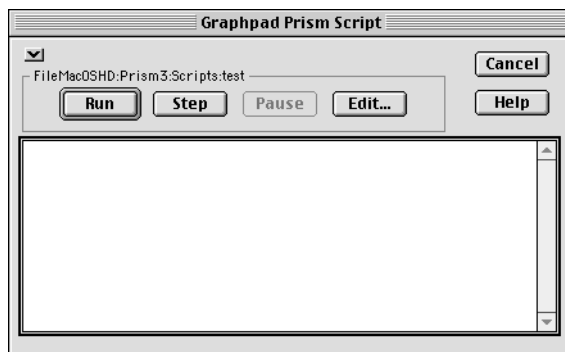 Graphpad Prism Script
FileMacOSHD:Prism3:Scripts:test
Cancel
Run Step Pause Edit...
Help